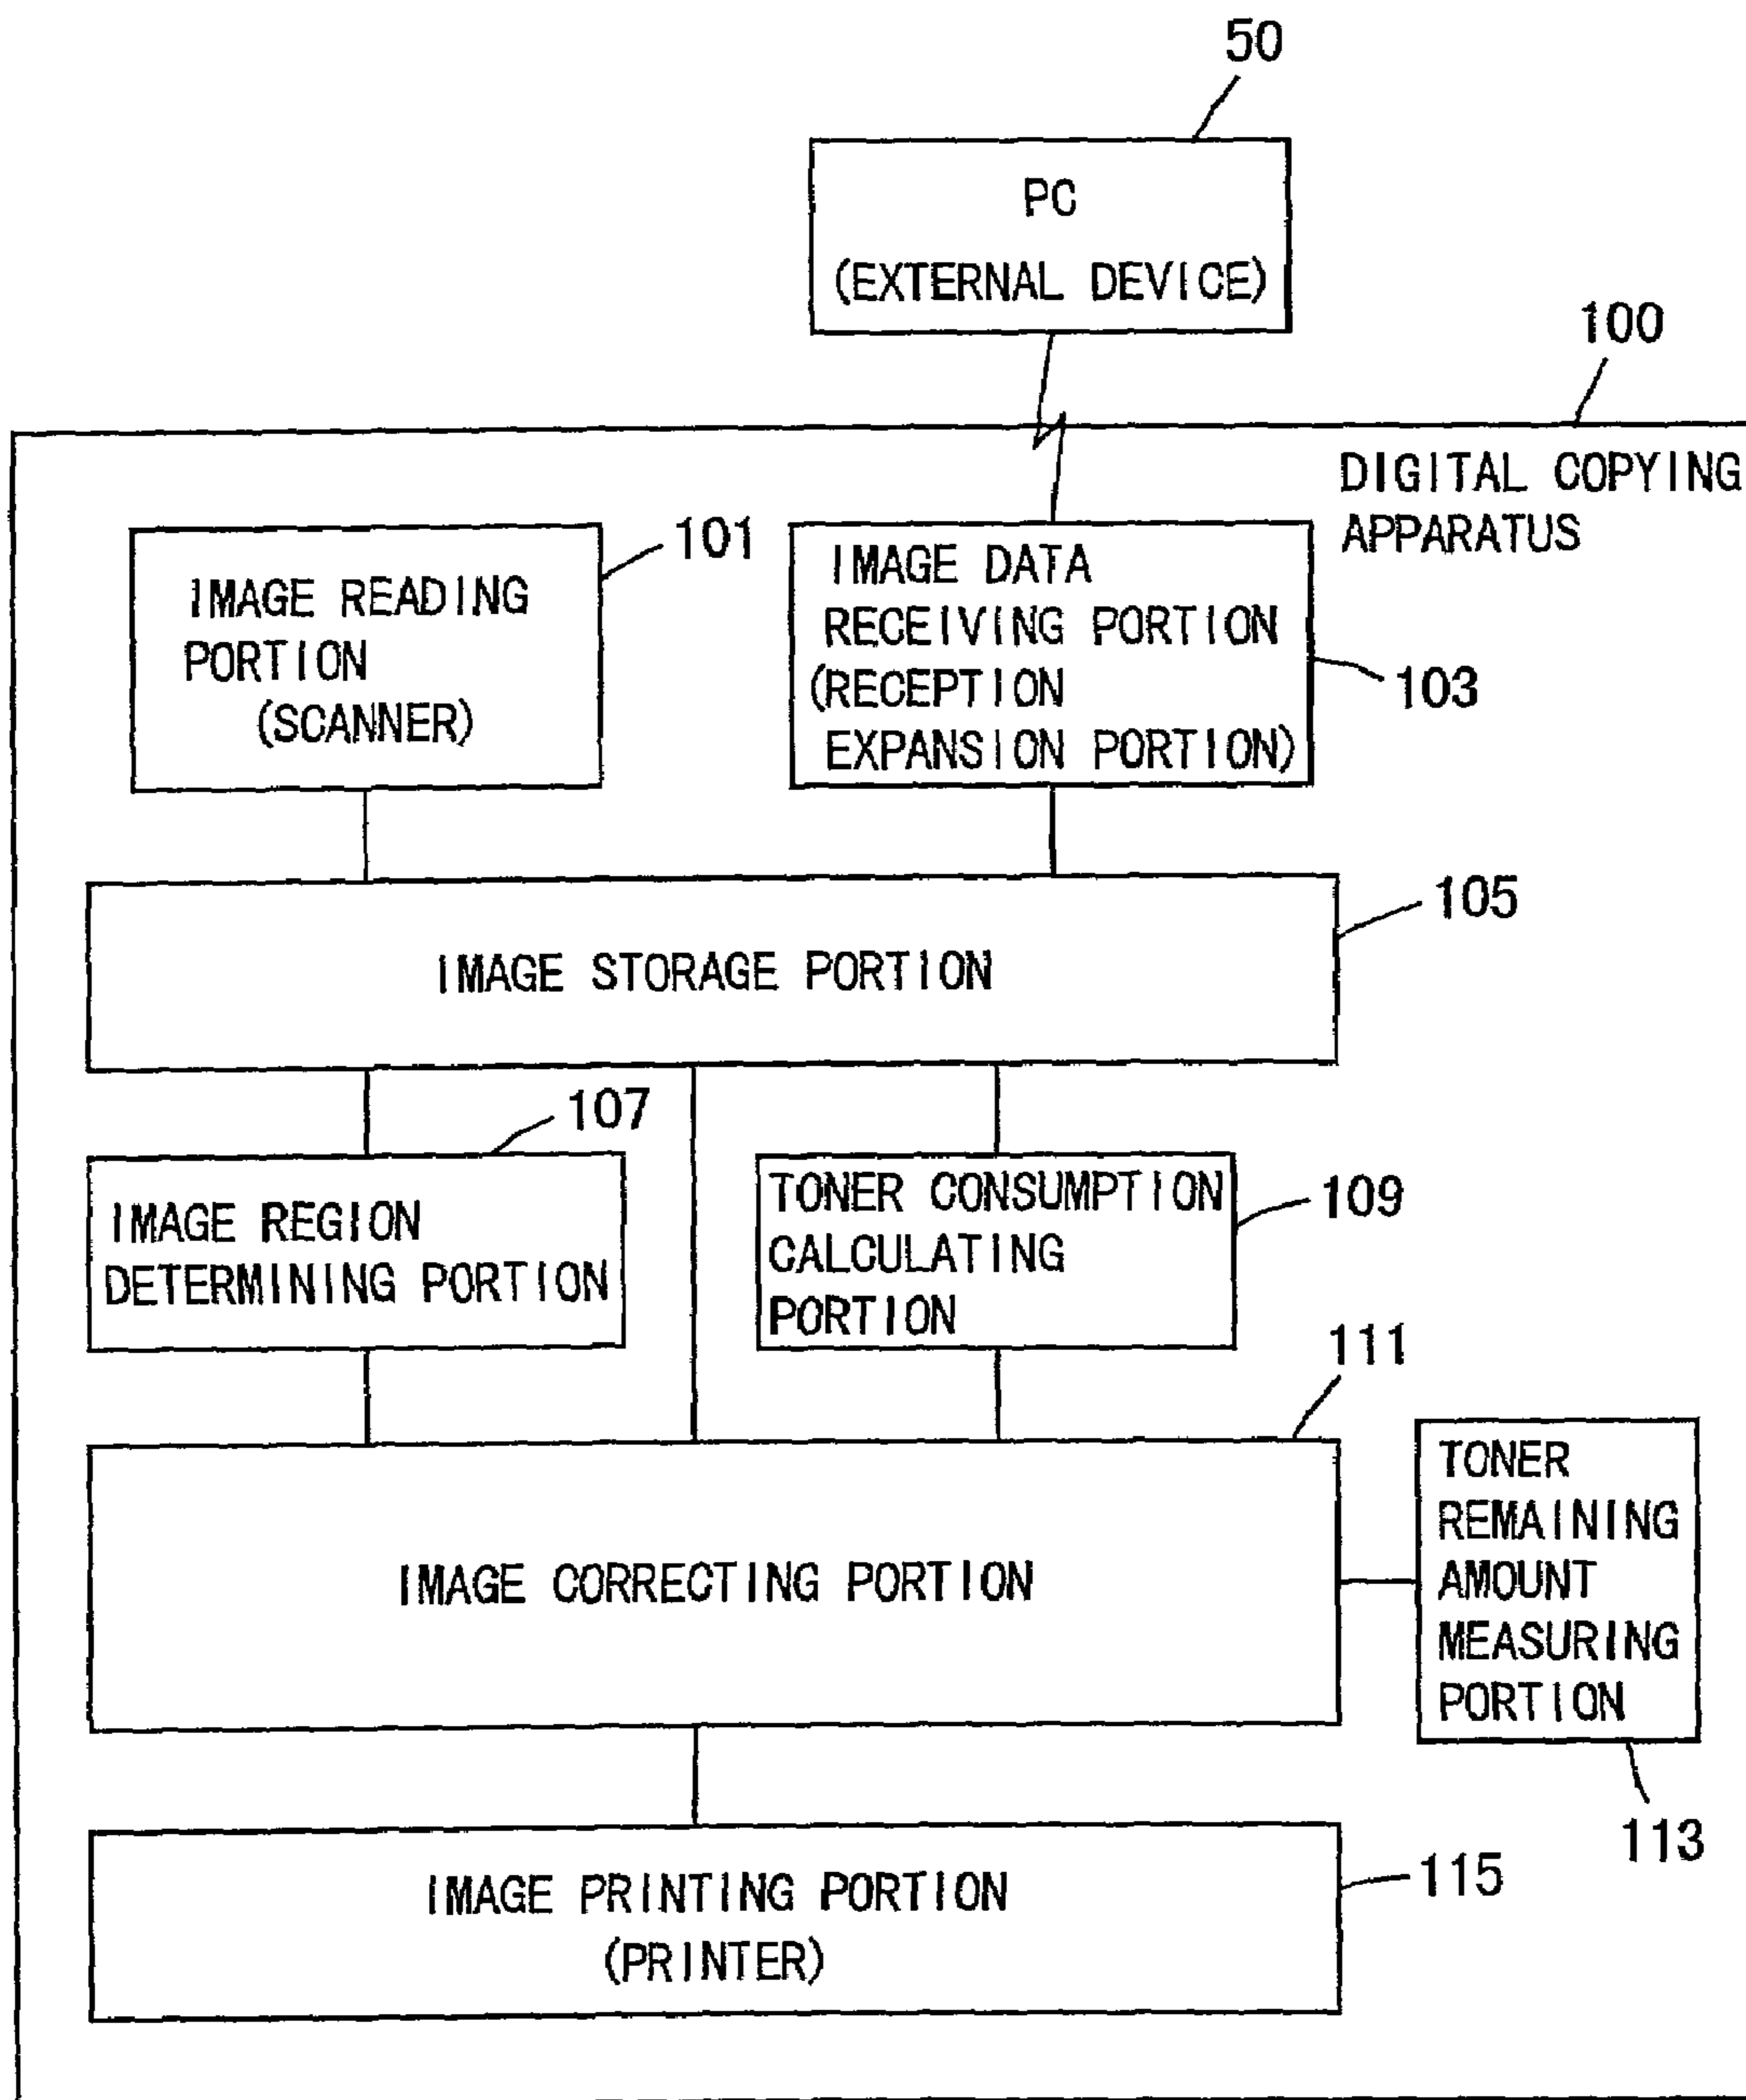 50
PC
(EXTERNAL DEVICE)
100
DIGITAL COPYING
APPARATUS
IMAGE READING
PORTION
(SCANNER)
101
IMAGE DATA
RECEIVING PORTION
(RECEPTION
EXPANSION PORTION)
103
IMAGE STORAGE PORTION
105
107
IMAGE REGION
DETERMINING PORTION
TONER CONSUMPTION
CALCULATING
PORTION
109
111
IMAGE CORRECTING PORTION
TONER
REMAINING
AMOUNT
MEASURING
PORTION
113
IMAGE PRINTING PORTION
(PRINTER)
115